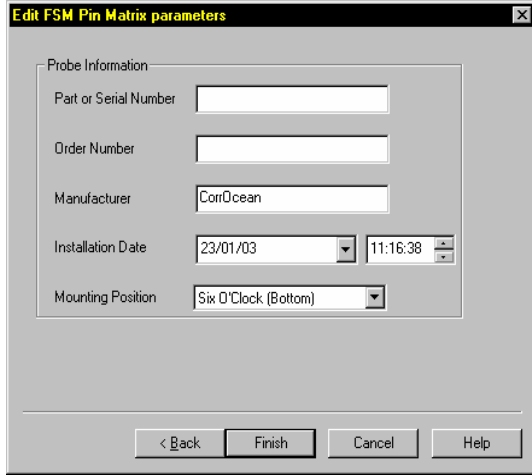 Edit FSM Pin Matrix parameters
Probe Information
Part or Serial Number
Order Number
Manufacturer CorrOcean
Installation Date 23/01/03 11:16:38
Mounting Position Six O'Clock (Bottom)
< Back Finish Cancel Help